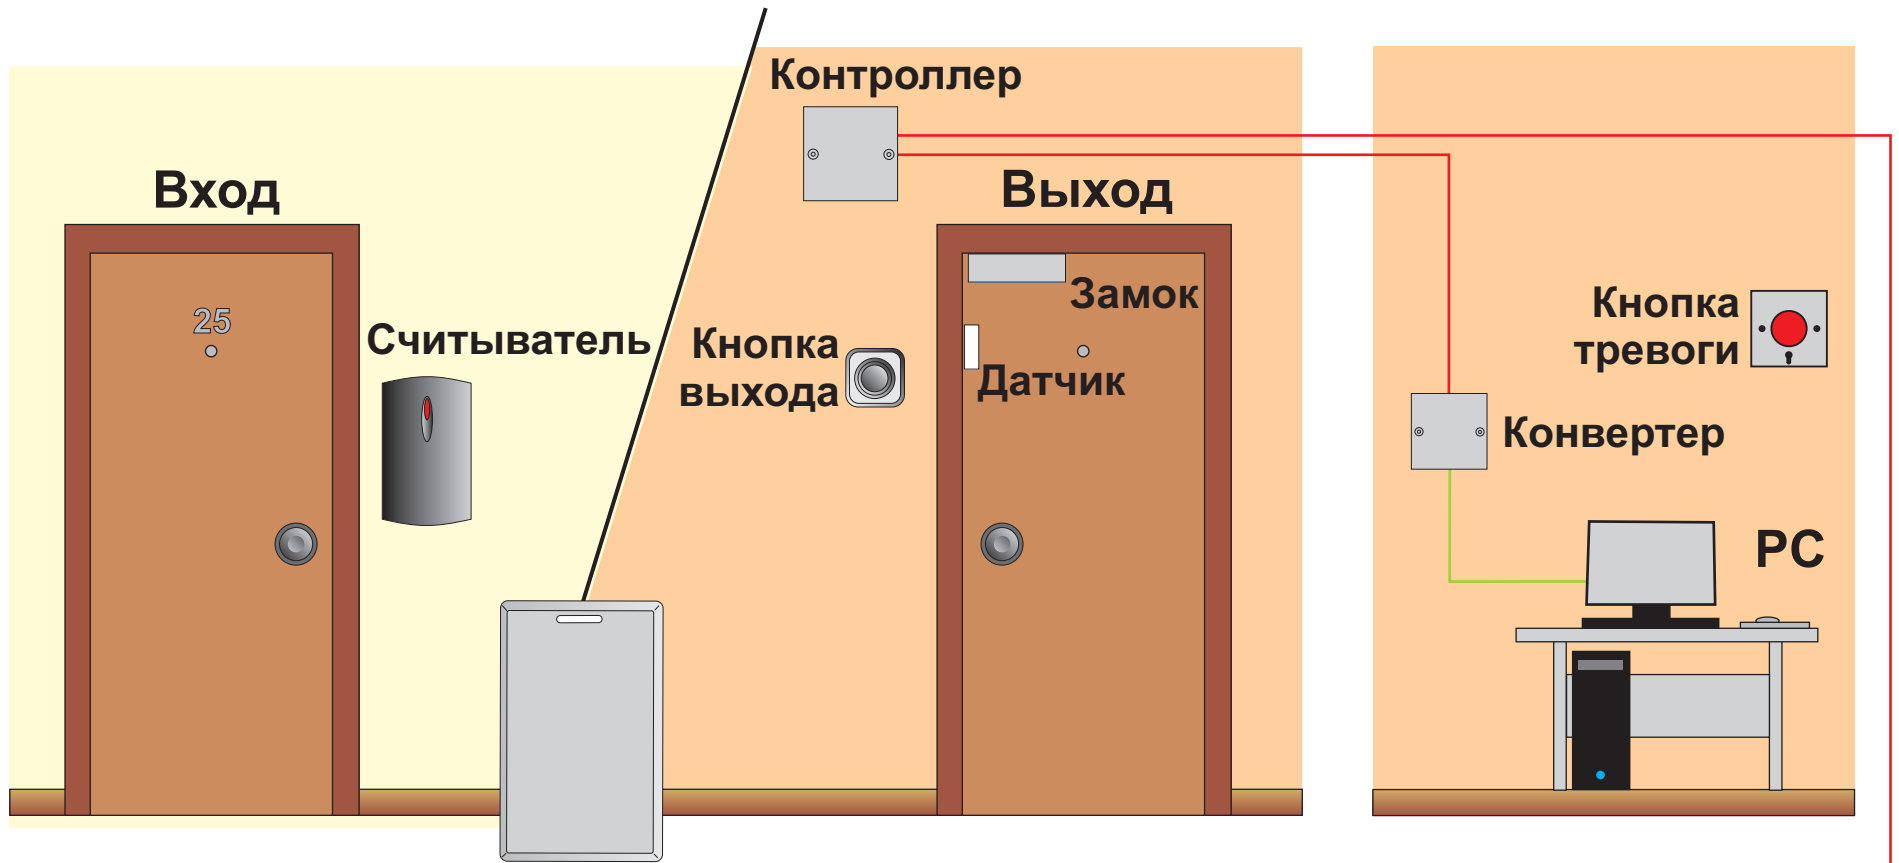 Контроллер
Вход
Выход
25
Считыватель
Кнопка
выхода
Замок
Датчик
Кнопка
тревоги
Конвертер
PC